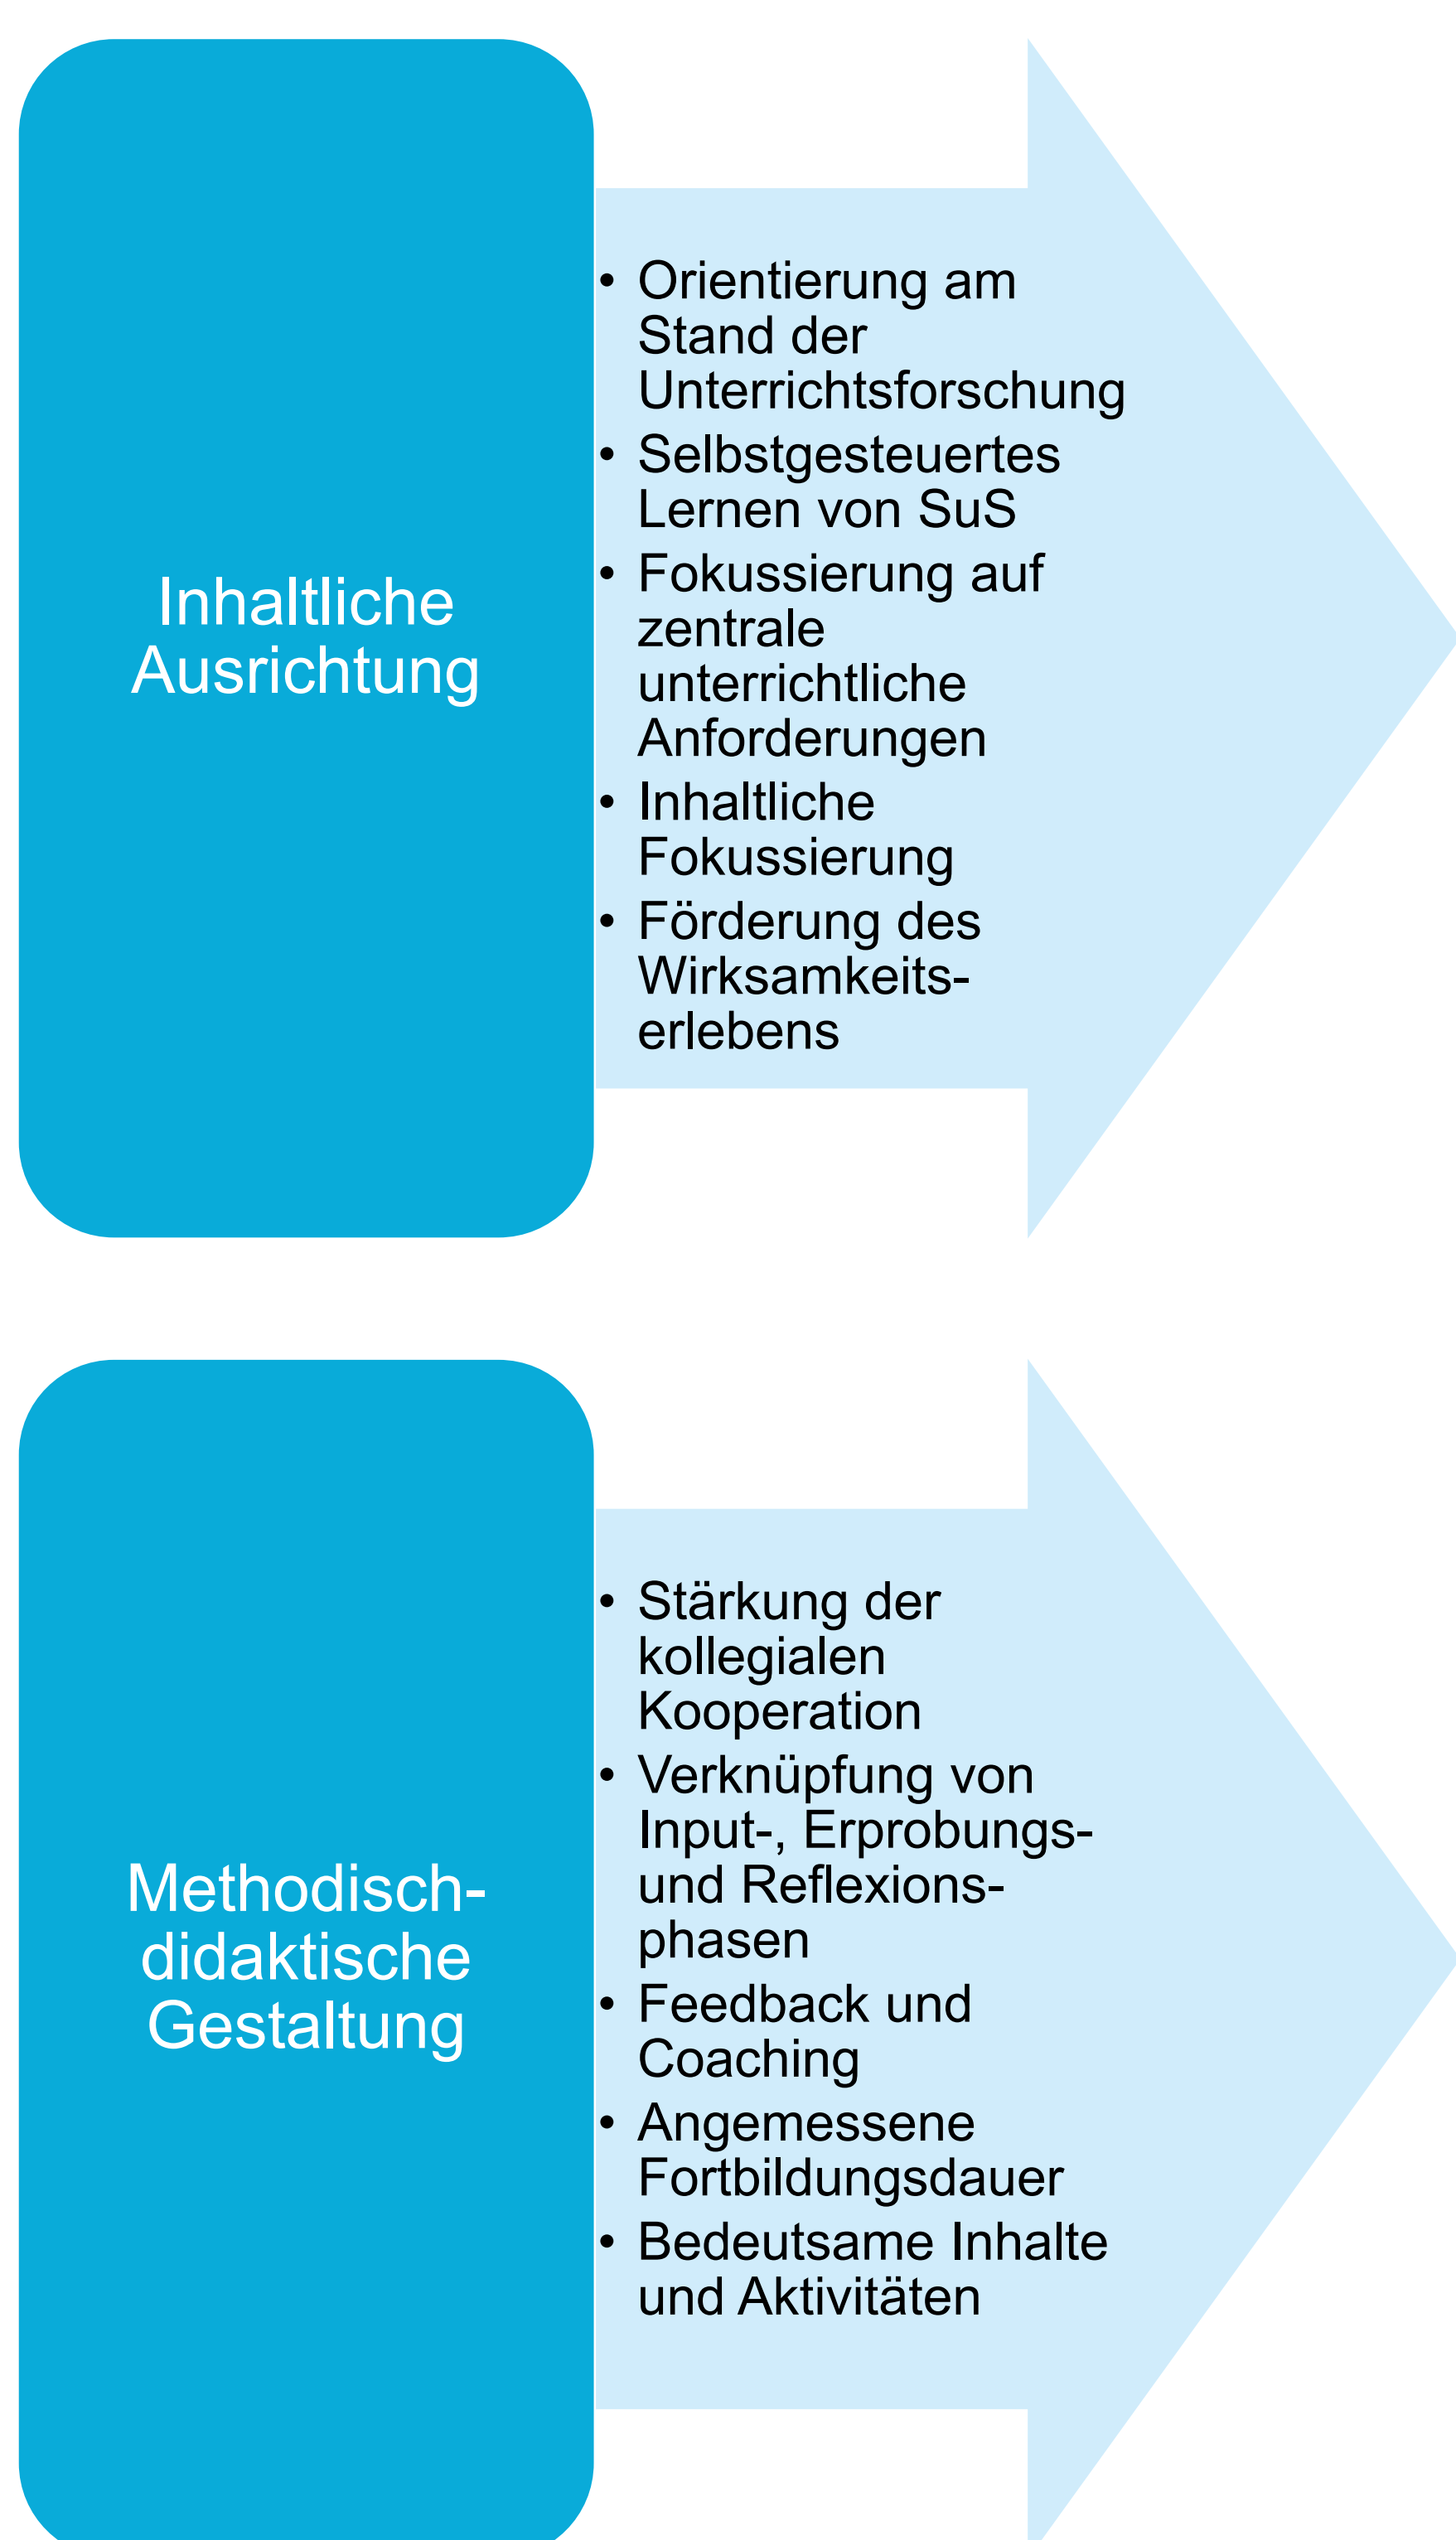 Inhaltliche
Ausrichtung
• Orientierung am
Stand der
Unterrichtsforschung
• Selbstgesteuertes
Lernen von SuS
• Fokussierung auf
zentrale
unterrichtliche
Anforderungen
• Inhaltliche
Fokussierung
• Förderung des
Wirksamkeits-
erlebens
Methodisch-
didaktische
Gestaltung
• Stärkung der
kollegialen
Kooperation
• Verknüpfung von
Input-, Erprobungs-
und Reflexions-
phasen
• Feedback und
Coaching
• Angemessene
Fortbildungsdauer
• Bedeutsame Inhalte
und Aktivitäten